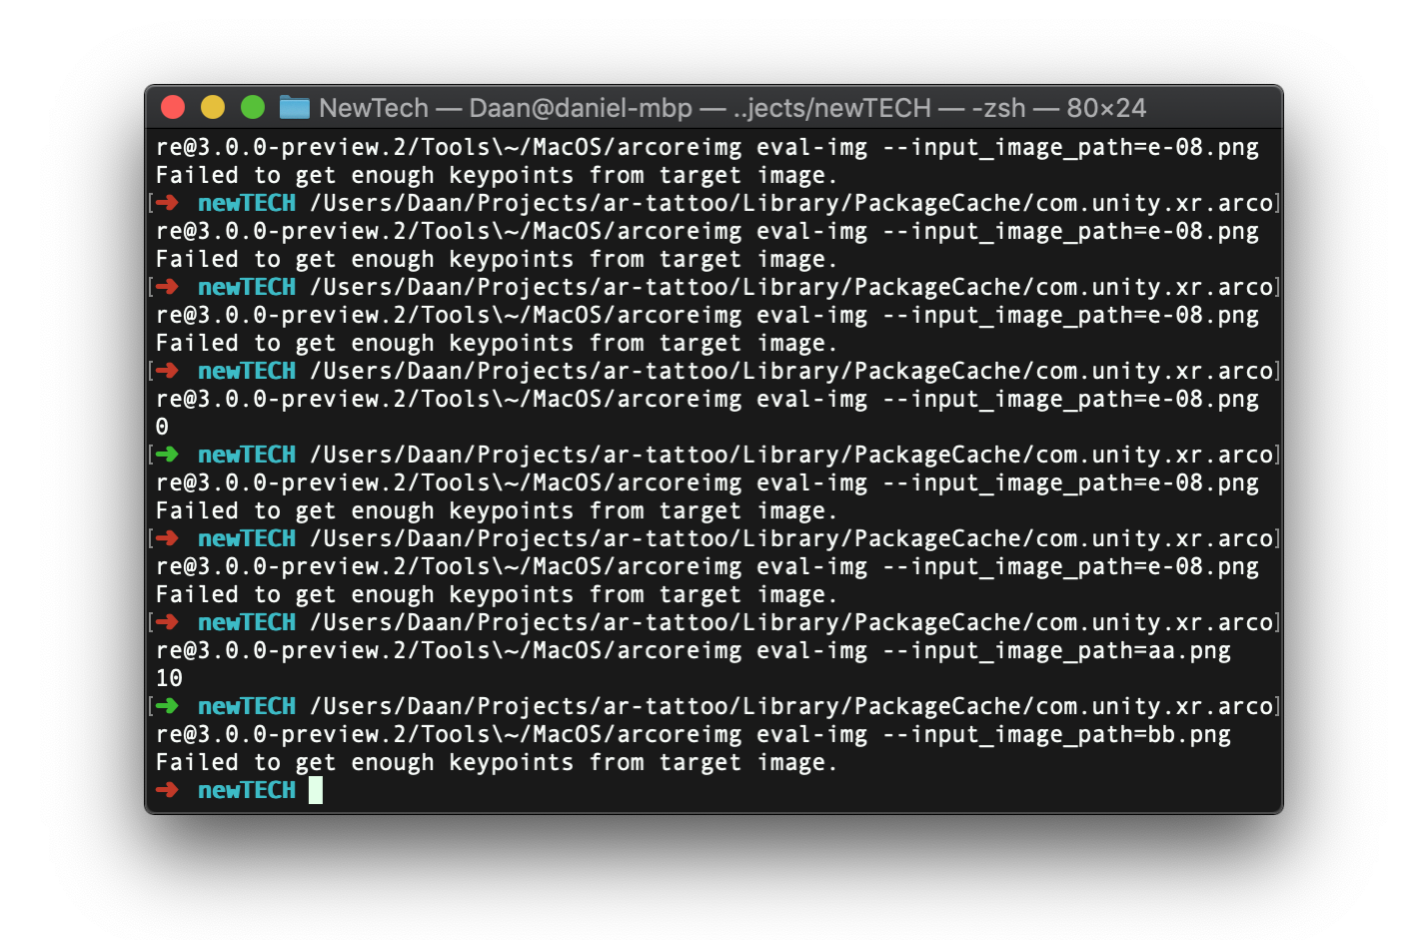 NewTech — Daan@daniel-mbp — ..jects/newTECH — -zsh — 80×24
re@3.0.0-preview.2/Tools\~/MacOS/arcoreimg eval-img --input_image_path=e-08.png
Failed to get enough keypoints from target image.
[➜  newTECH /Users/Daan/Projects/ar-tattoo/Library/PackageCache/com.unity.xr.arco]
re@3.0.0-preview.2/Tools\~/MacOS/arcoreimg eval-img --input_image_path=e-08.png
Failed to get enough keypoints from target image.
[➜  newTECH /Users/Daan/Projects/ar-tattoo/Library/PackageCache/com.unity.xr.arco]
re@3.0.0-preview.2/Tools\~/MacOS/arcoreimg eval-img --input_image_path=e-08.png
Failed to get enough keypoints from target image.
[➜  newTECH /Users/Daan/Projects/ar-tattoo/Library/PackageCache/com.unity.xr.arco]
re@3.0.0-preview.2/Tools\~/MacOS/arcoreimg eval-img --input_image_path=e-08.png
0
[➜  newTECH /Users/Daan/Projects/ar-tattoo/Library/PackageCache/com.unity.xr.arco]
re@3.0.0-preview.2/Tools\~/MacOS/arcoreimg eval-img --input_image_path=e-08.png
Failed to get enough keypoints from target image.
[➜  newTECH /Users/Daan/Projects/ar-tattoo/Library/PackageCache/com.unity.xr.arco]
re@3.0.0-preview.2/Tools\~/MacOS/arcoreimg eval-img --input_image_path=e-08.png
Failed to get enough keypoints from target image.
[➜  newTECH /Users/Daan/Projects/ar-tattoo/Library/PackageCache/com.unity.xr.arco]
re@3.0.0-preview.2/Tools\~/MacOS/arcoreimg eval-img --input_image_path=aa.png
10
[➜  newTECH /Users/Daan/Projects/ar-tattoo/Library/PackageCache/com.unity.xr.arco]
re@3.0.0-preview.2/Tools\~/MacOS/arcoreimg eval-img --input_image_path=bb.png
Failed to get enough keypoints from target image.
➜  newTECH